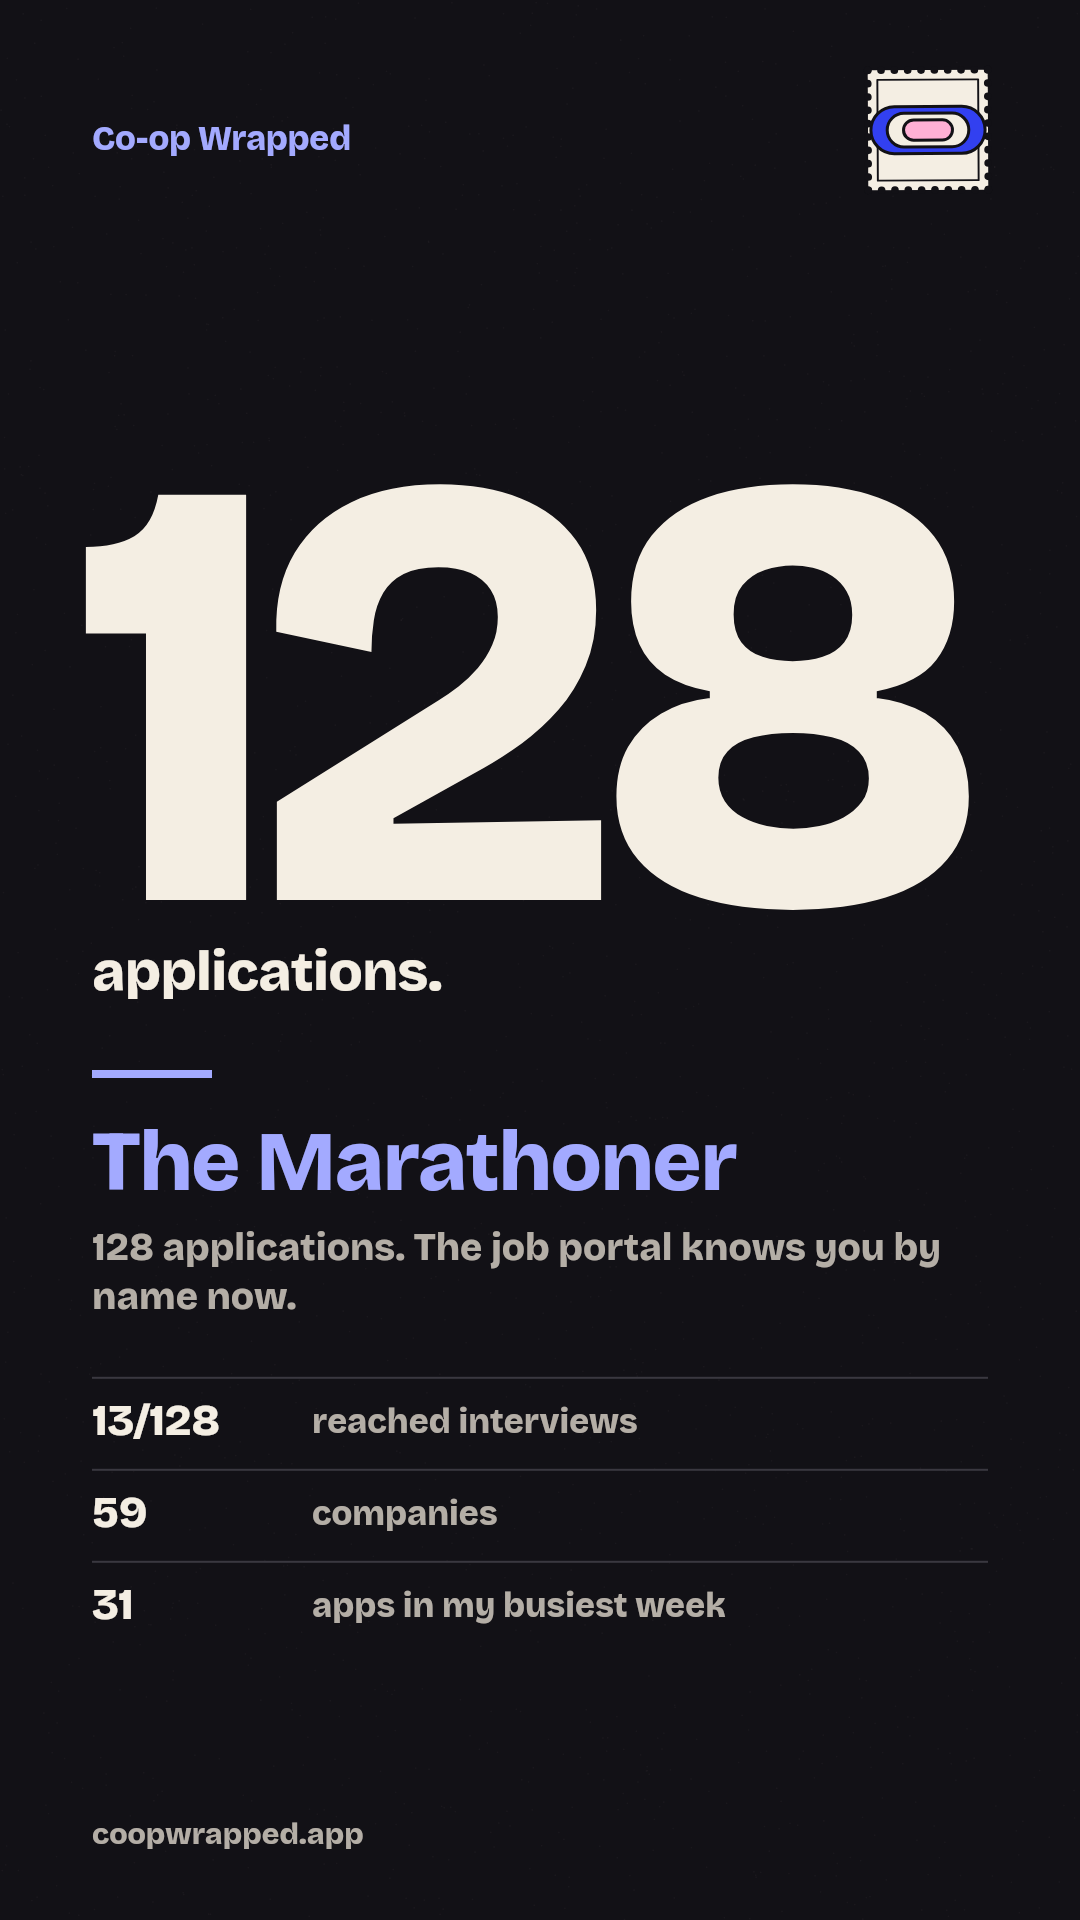 Co-op Wrapped
128
applications.
The Marathoner
128 applications. The job portal knows you by
name now.
13/128 reached interviews
59 companies
31 apps in my busiest week
coopwrapped.app